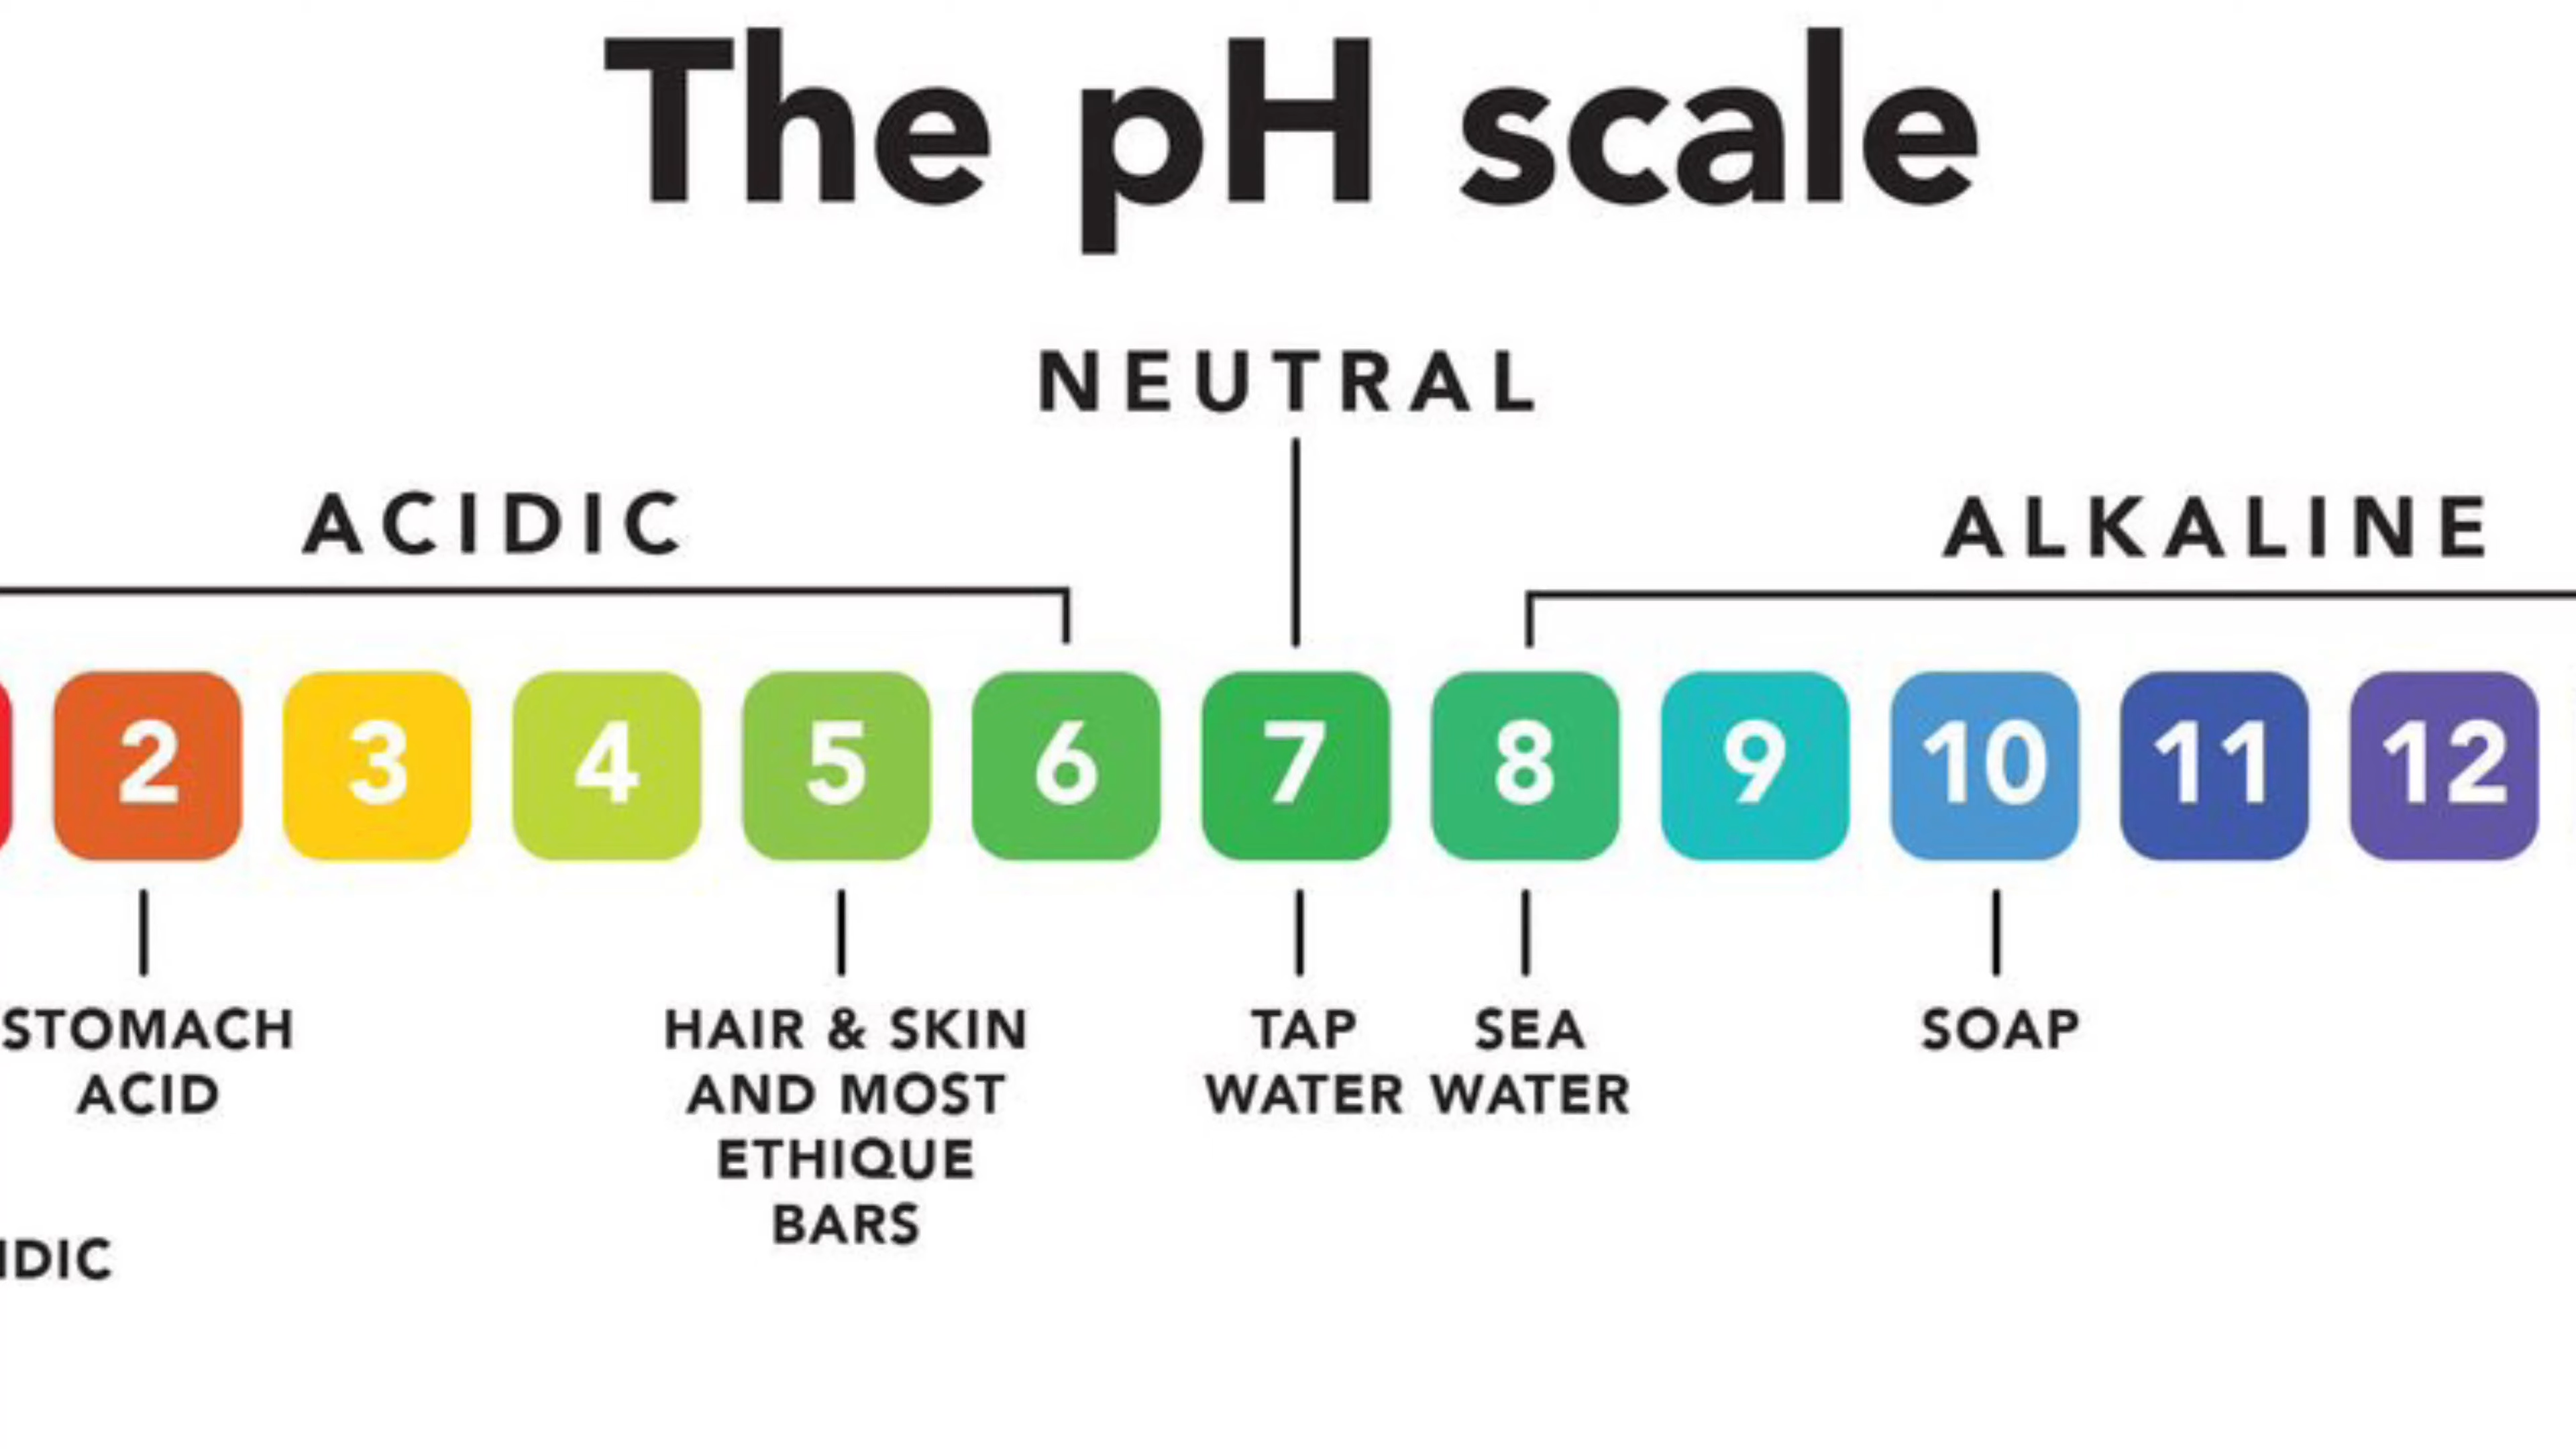 The pH scale
NEUTRAL
ACIDIC
ALKALINE
2 3 4 5 6 7 8 9 10 11 12
STOMACH
ACID
HAIR & SKIN
AND MOST
ETHIQUE
BARS
TAP
WATER
SEA
WATER
SOAP
IDIC